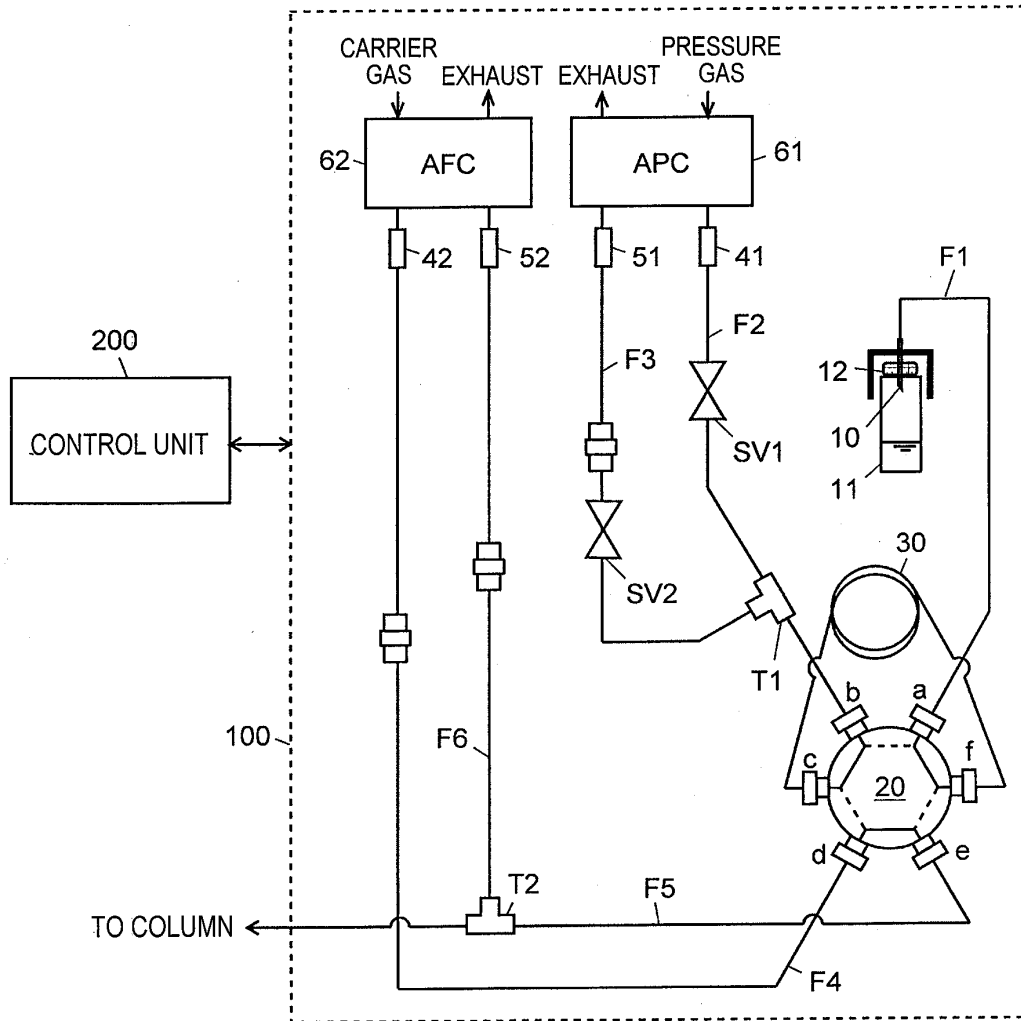 CARRIER GAS
EXHAUST
EXHAUST
PRESSURE GAS
62
AFC
APC
61
42
52
51
41
F1
F2
F3
200
CONTROL UNIT
12
10
11
SV1
SV2
30
T1
b
a
100
F6
c
20
f
d
e
T2
F5
TO COLUMN
F4